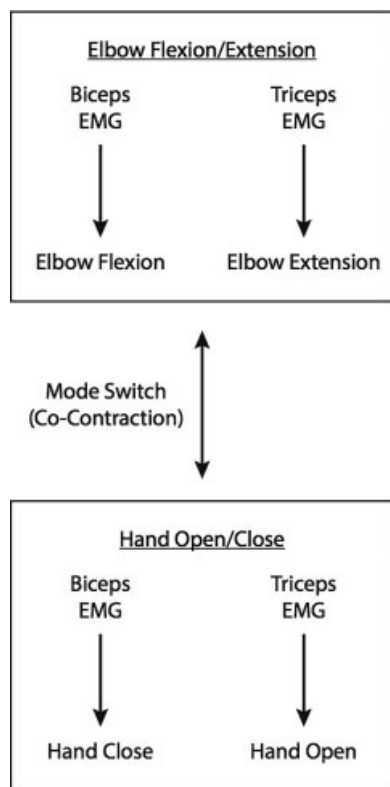 Elbow Flexion/Extension
Biceps Triceps
EMG EMG
Elbow Flexion Elbow Extension
Mode Switch
(Co-Contraction)
Hand Open/Close
Biceps Triceps
EMG EMG
Hand Close Hand Open